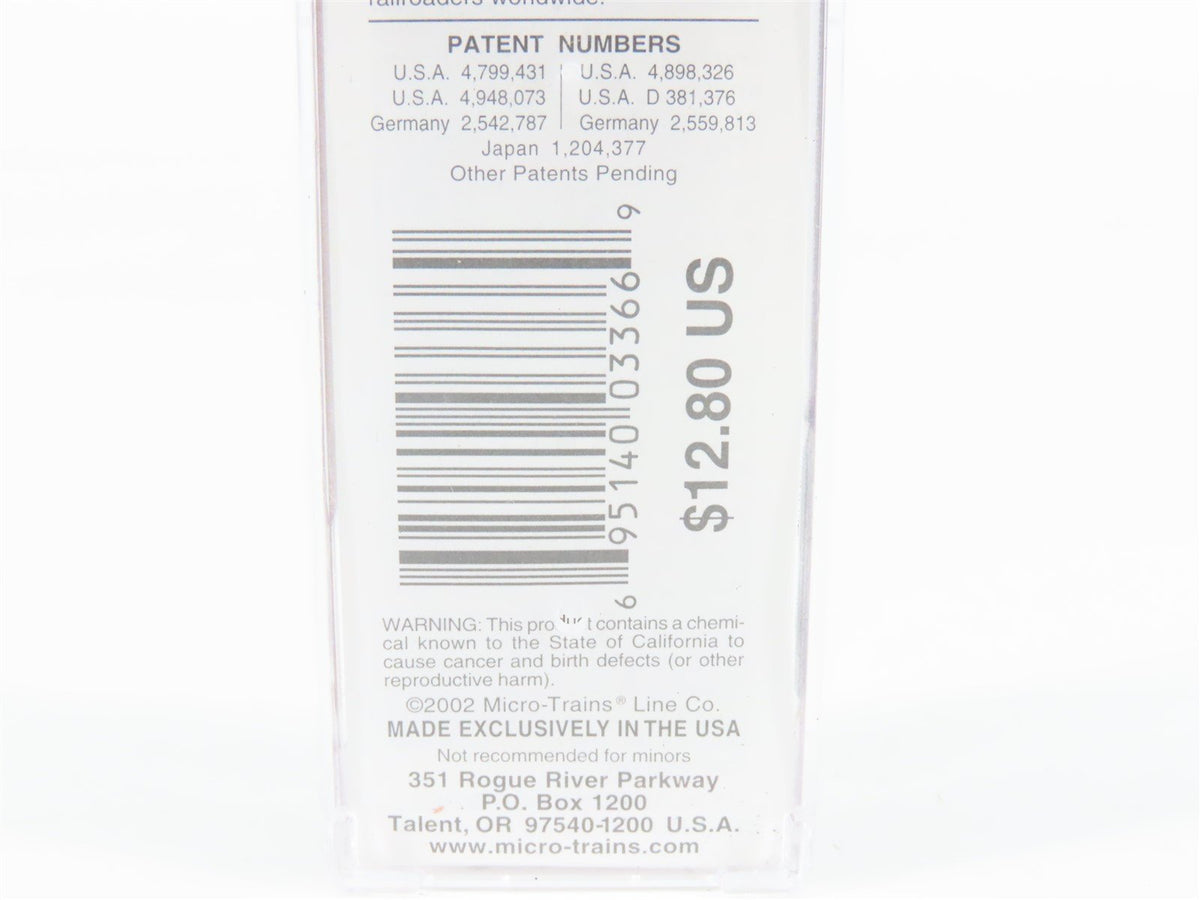 railroaders worldwide.
PATENT NUMBERS
U.S.A. 4,799,431 U.S.A. 4,898,326
U.S.A. 4,948,073 U.S.A. D 381,376
Germany 2,542,787 Germany 2,559,813
Japan 1,204,377
Other Patents Pending
6 95140 03366 9
$12.80 US
WARNING: This product contains a chemi-
cal known to the State of California to
cause cancer and birth defects (or other
reproductive harm).
©2002 Micro-Trains® Line Co.
MADE EXCLUSIVELY IN THE USA
Not recommended for minors
351 Rogue River Parkway
P.O. Box 1200
Talent, OR 97540-1200 U.S.A.
www.micro-trains.com